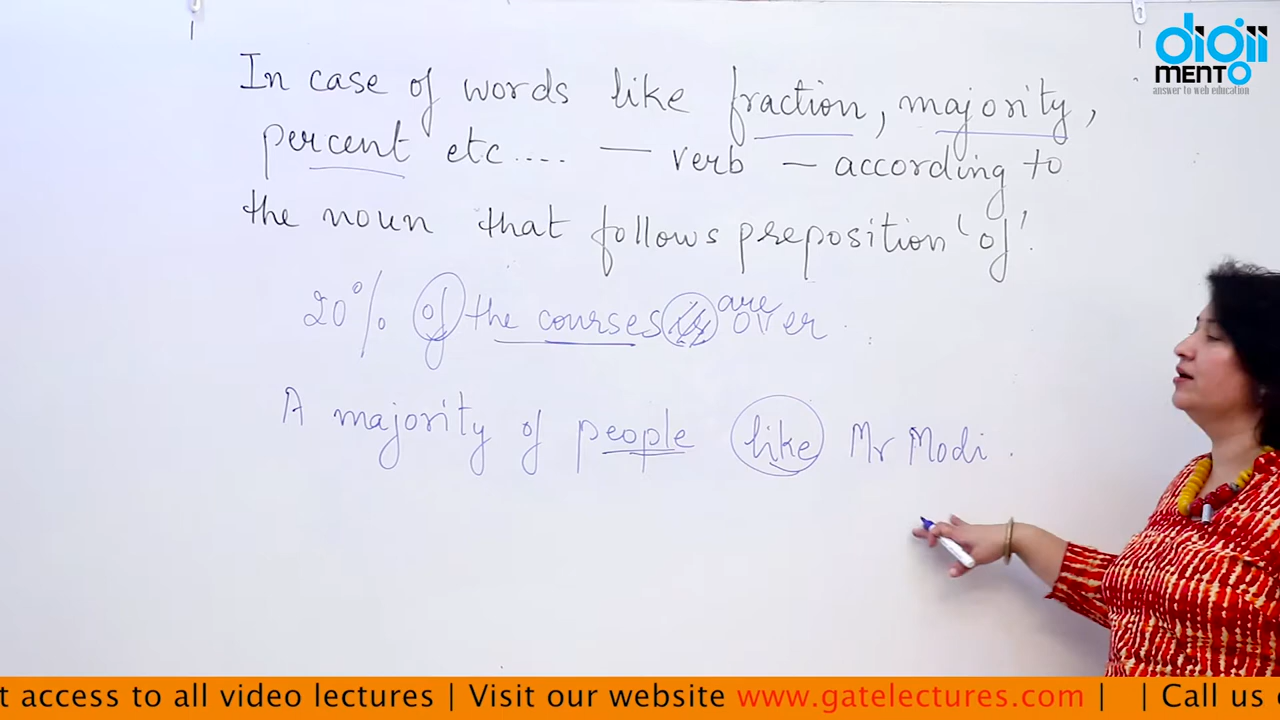 In case of words like fraction, majority,
percent etc.... — verb — according to
the noun that follows preposition 'of'.
20% of the courses is are over.
A majority of people like Mr Modi.
digii
MENTO
answer to web education
t access to all video lectures | Visit our website www.gatelectures.com | | Call us